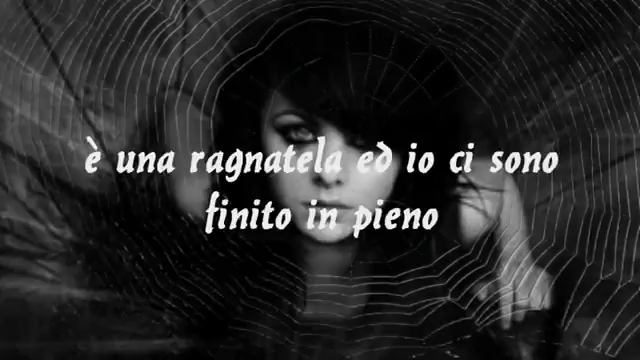 è una ragnatela ed io ci sono
finito in pieno